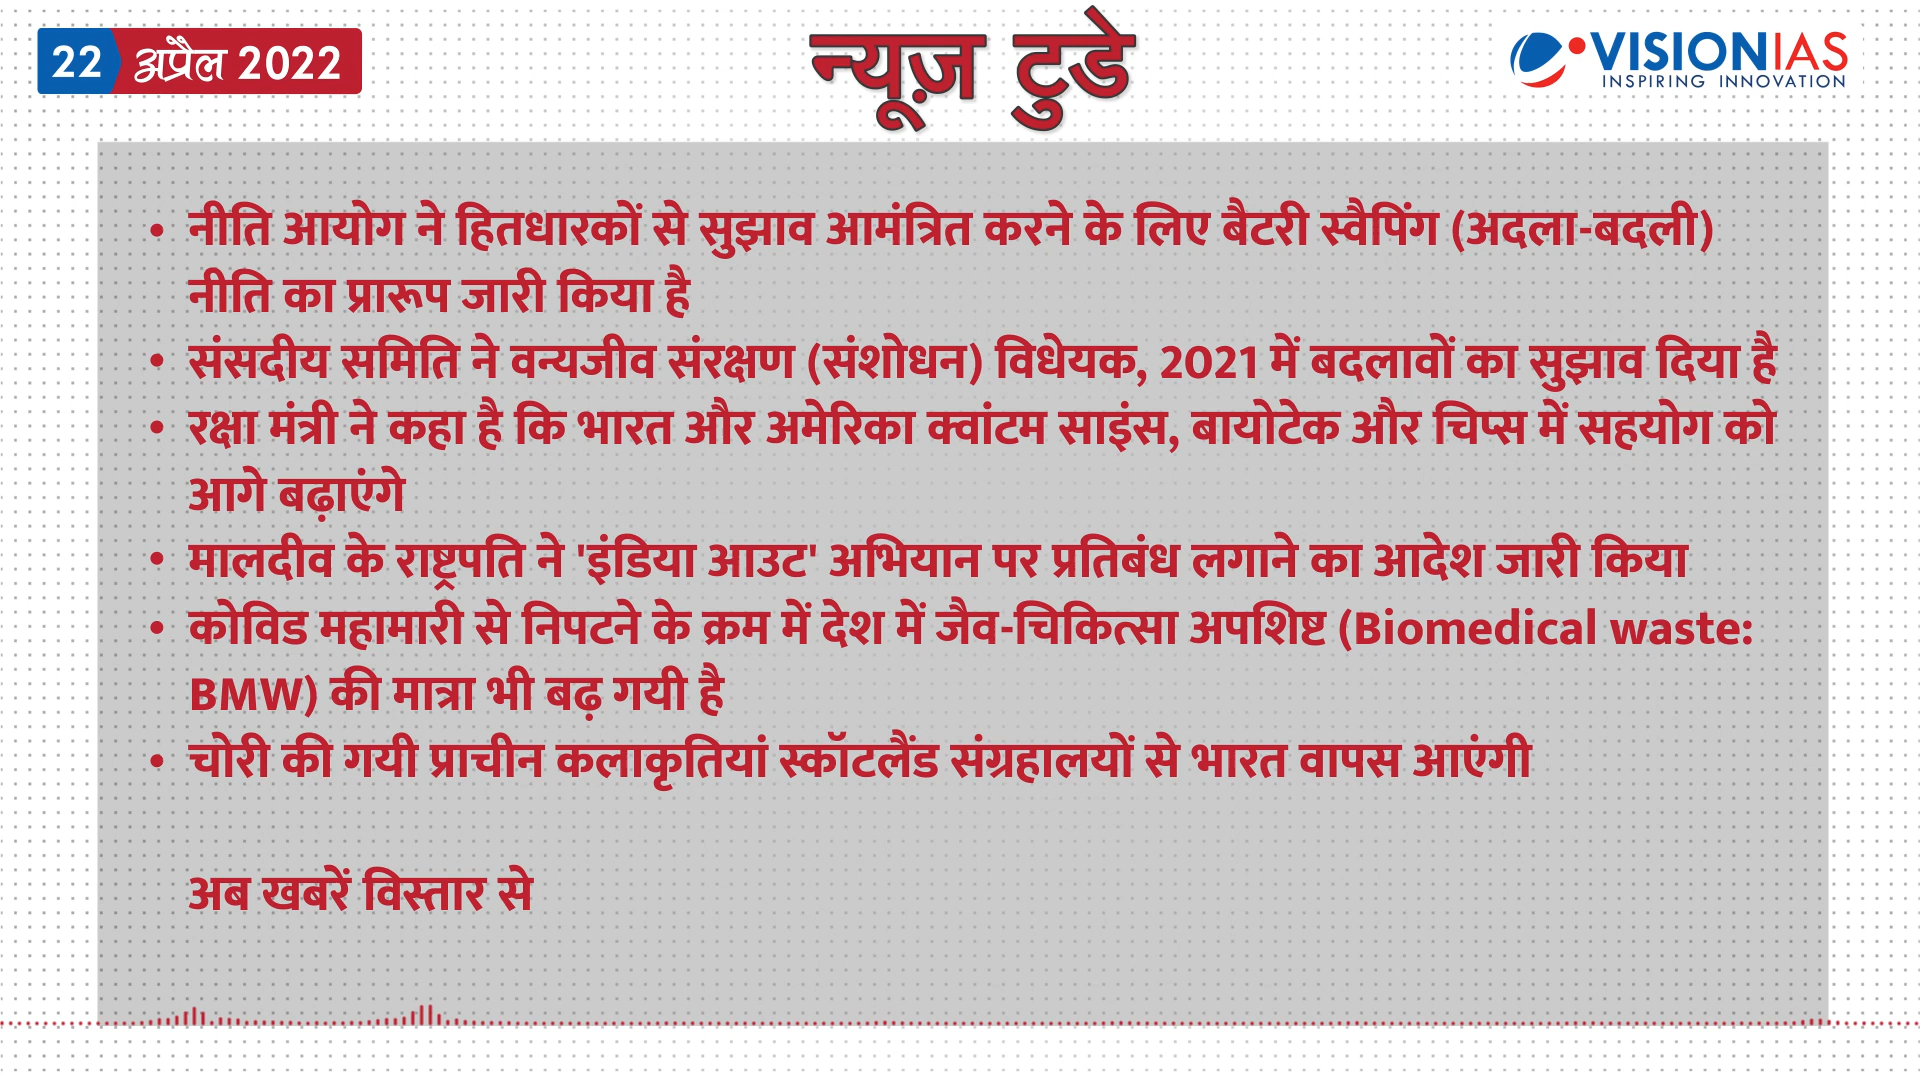 22 अप्रैल 2022
न्यूज़ टुडे
VISIONIAS
INSPIRING INNOVATION
• नीति आयोग ने हितधारकों से सुझाव आमंत्रित करने के लिए बैटरी स्वैपिंग (अदला-बदली)
नीति का प्रारूप जारी किया है
• संसदीय समिति ने वन्यजीव संरक्षण (संशोधन) विधेयक, 2021 में बदलावों का सुझाव दिया है
• रक्षा मंत्री ने कहा है कि भारत और अमेरिका क्वांटम साइंस, बायोटेक और चिप्स में सहयोग को
आगे बढ़ाएंगे
• मालदीव के राष्ट्रपति ने 'इंडिया आउट' अभियान पर प्रतिबंध लगाने का आदेश जारी किया
• कोविड महामारी से निपटने के क्रम में देश में जैव-चिकित्सा अपशिष्ट (Biomedical waste:
BMW) की मात्रा भी बढ़ गयी है
• चोरी की गयी प्राचीन कलाकृतियां स्कॉटलैंड संग्रहालयों से भारत वापस आएंगी
अब खबरें विस्तार से